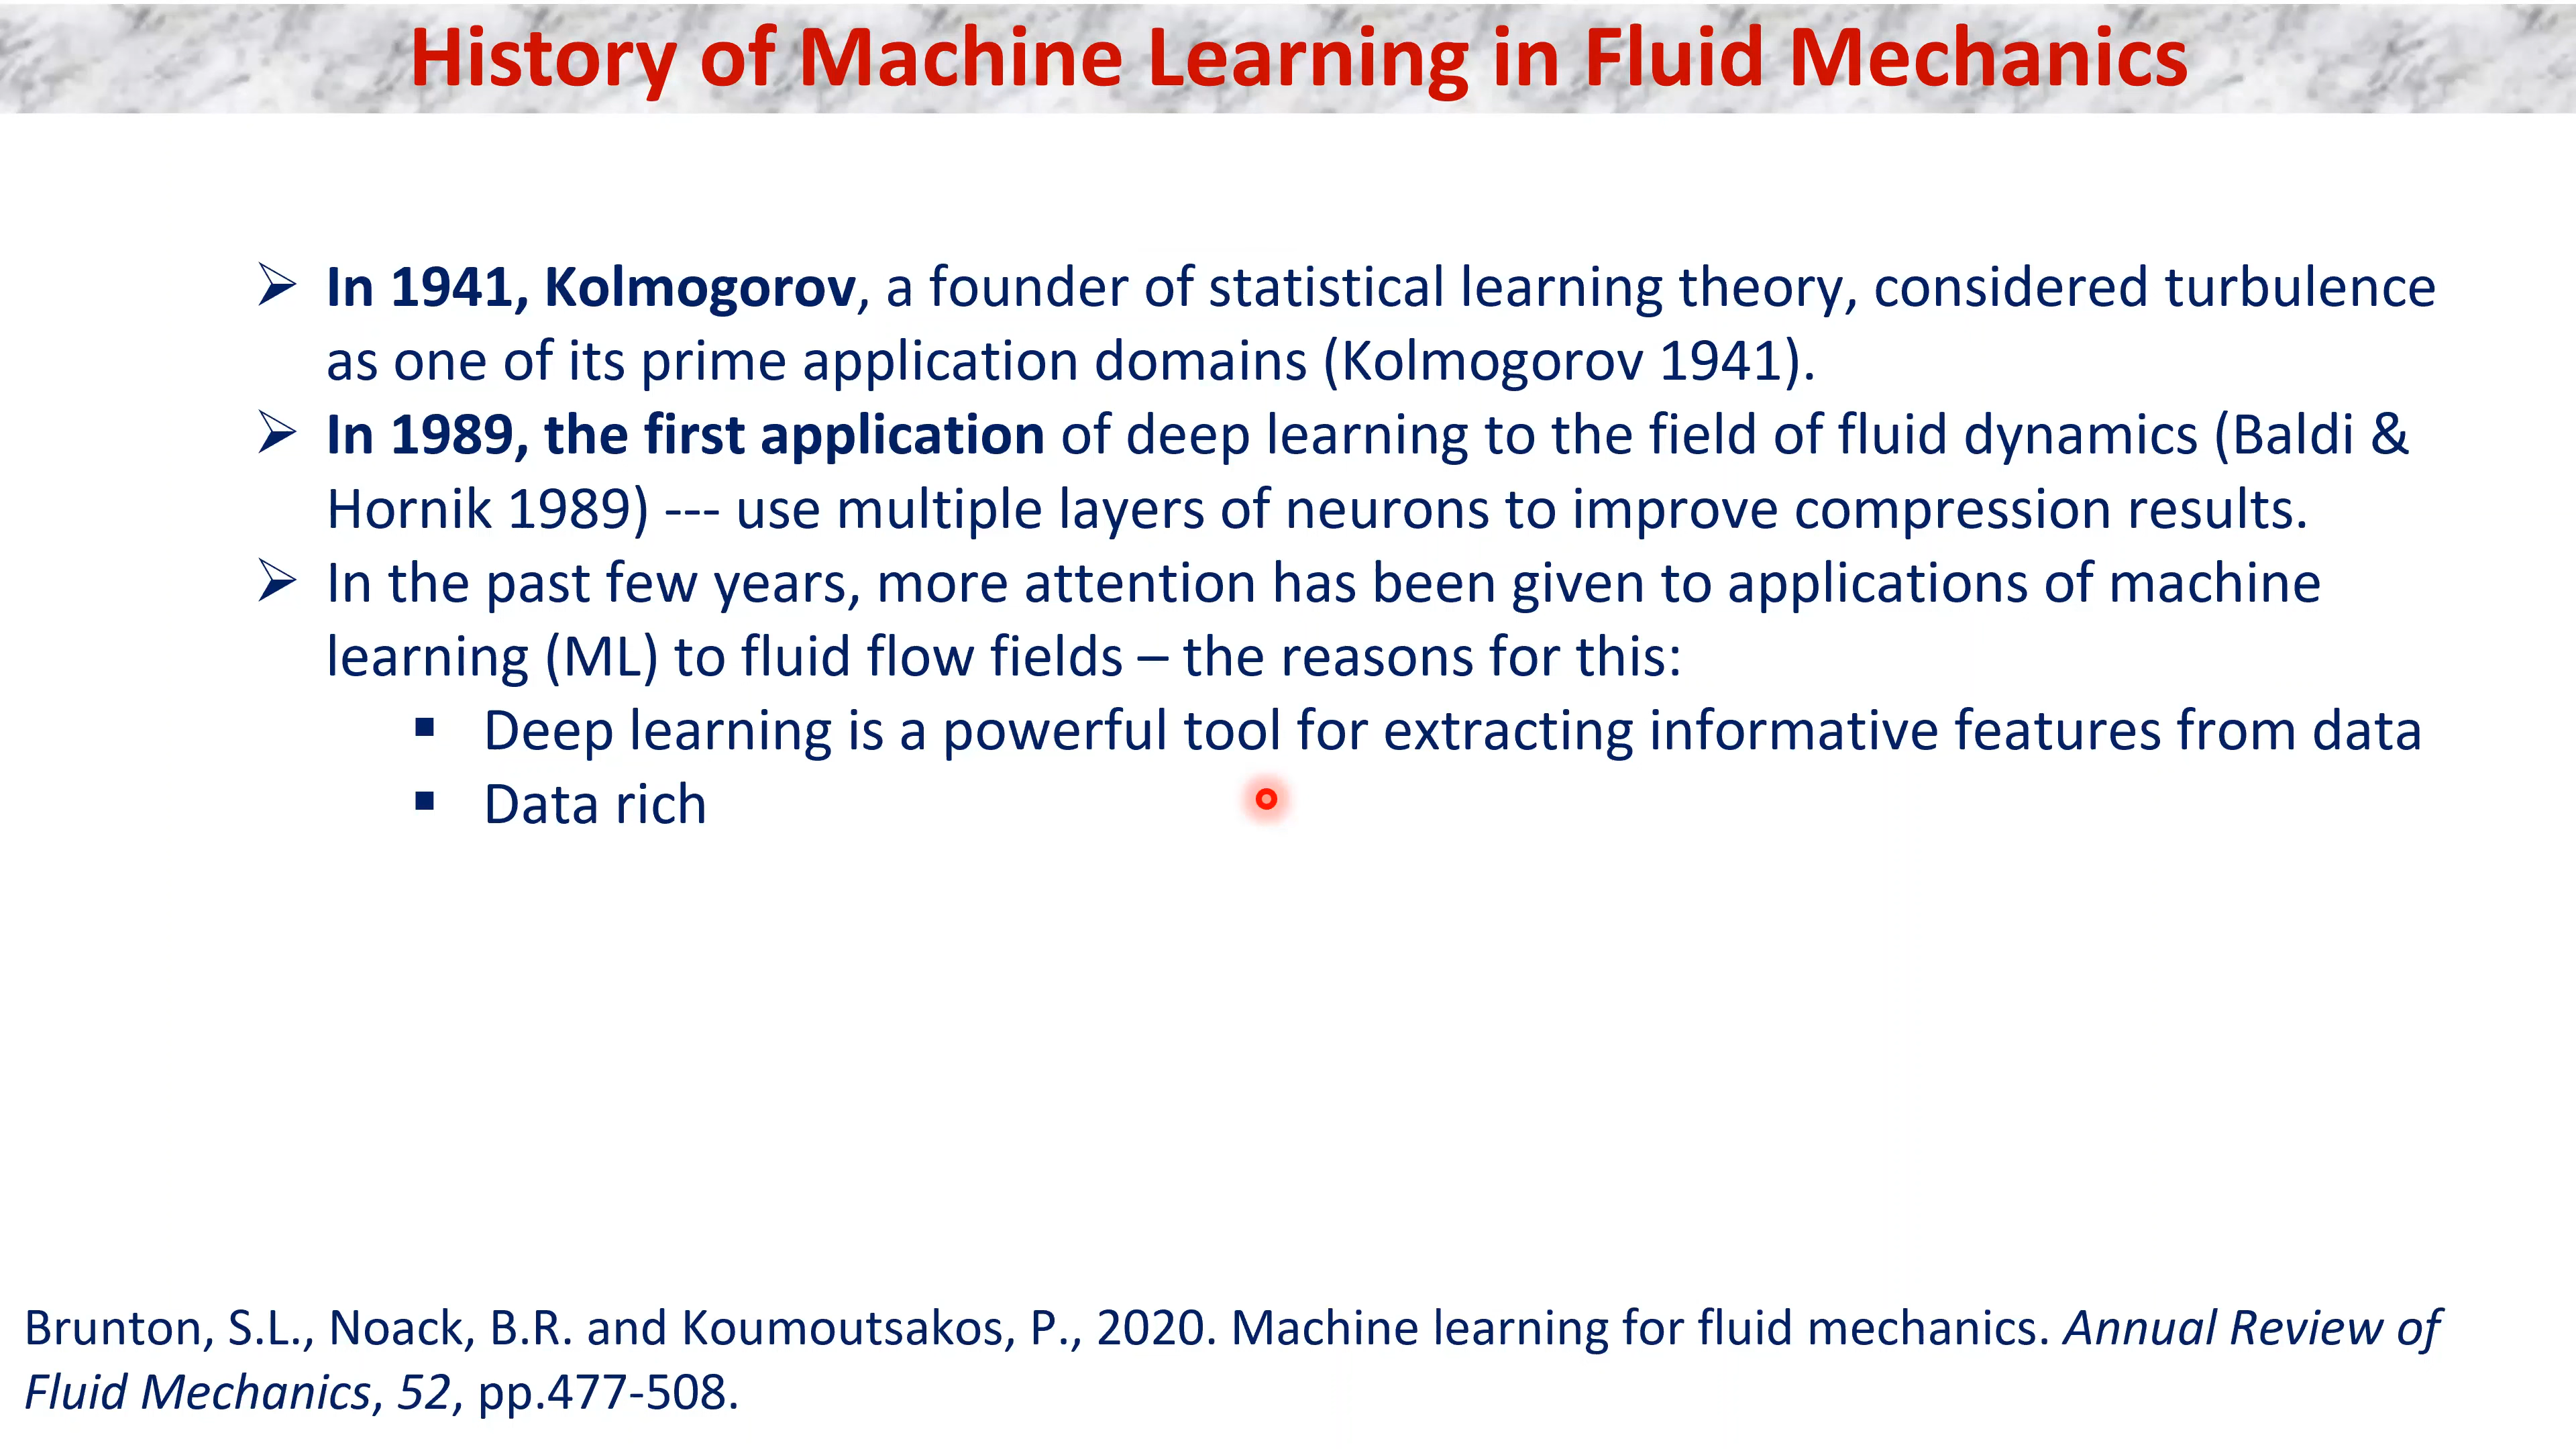 History of Machine Learning in Fluid Mechanics
➢ In 1941, Kolmogorov, a founder of statistical learning theory, considered turbulence
as one of its prime application domains (Kolmogorov 1941).
➢ In 1989, the first application of deep learning to the field of fluid dynamics (Baldi &
Hornik 1989) --- use multiple layers of neurons to improve compression results.
➢ In the past few years, more attention has been given to applications of machine
learning (ML) to fluid flow fields – the reasons for this:
▪ Deep learning is a powerful tool for extracting informative features from data
▪ Data rich
Brunton, S.L., Noack, B.R. and Koumoutsakos, P., 2020. Machine learning for fluid mechanics. Annual Review of
Fluid Mechanics, 52, pp.477-508.